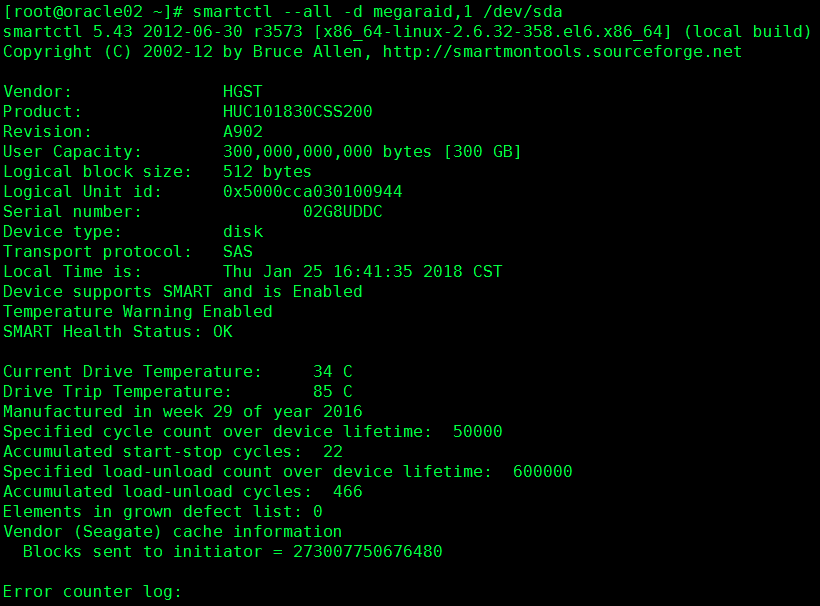 [root@oracle02 ~]# smartctl --all -d megaraid,1 /dev/sda
smartctl 5.43 2012-06-30 r3573 [x86_64-linux-2.6.32-358.el6.x86_64] (local build)
Copyright (C) 2002-12 by Bruce Allen, http://smartmontools.sourceforge.net
Vendor:               HGST
Product:              HUC101830CSS200
Revision:             A902
User Capacity:        300,000,000,000 bytes [300 GB]
Logical block size:   512 bytes
Logical Unit id:      0x5000cca030100944
Serial number:                02G8UDDC
Device type:          disk
Transport protocol:   SAS
Local Time is:        Thu Jan 25 16:41:35 2018 CST
Device supports SMART and is Enabled
Temperature Warning Enabled
SMART Health Status: OK
Current Drive Temperature:     34 C
Drive Trip Temperature:        85 C
Manufactured in week 29 of year 2016
Specified cycle count over device lifetime:  50000
Accumulated start-stop cycles:  22
Specified load-unload count over device lifetime:  600000
Accumulated load-unload cycles:  466
Elements in grown defect list: 0
Vendor (Seagate) cache information
  Blocks sent to initiator = 273007750676480
Error counter log: